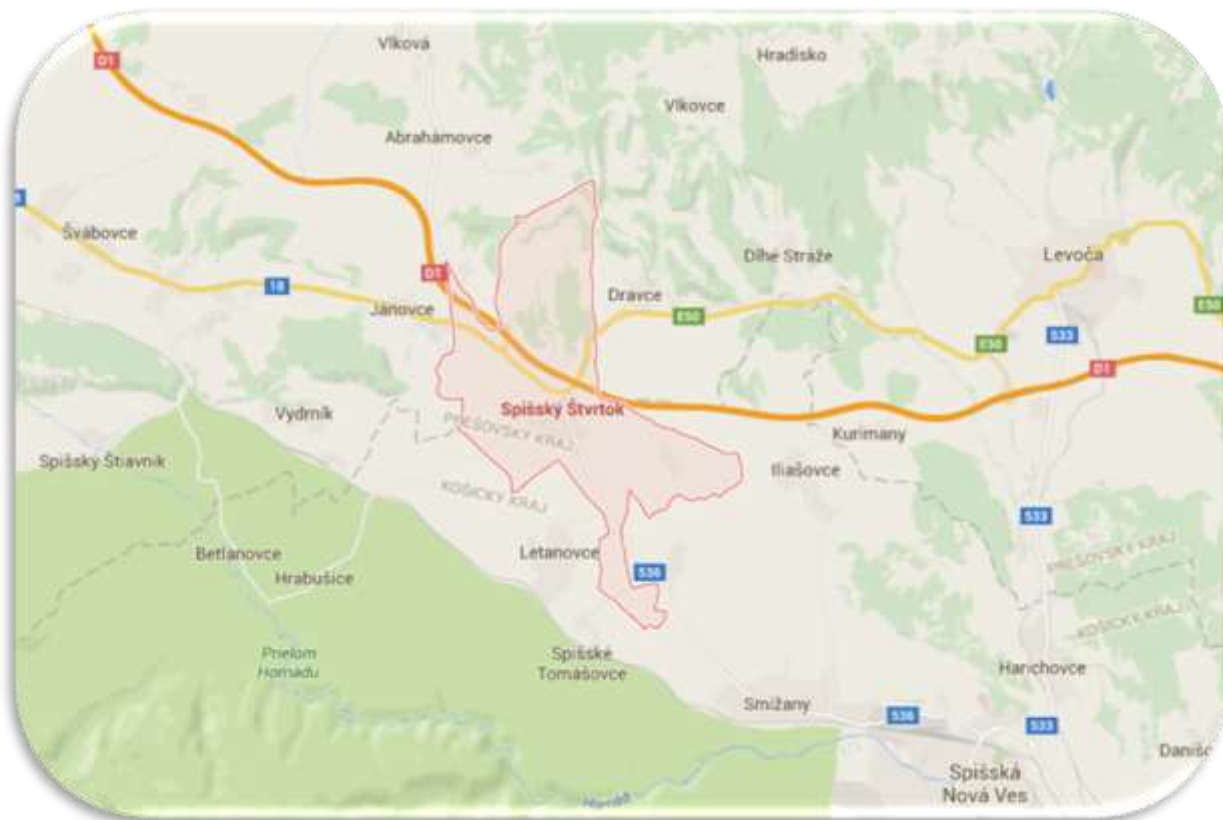 Vlková
Hradisko
D1
Vlkovce
Abrahámovce
Švábovce
Dlhé Stráže
Levoča
D1
18
Dravce
E50
E50
Jánovce
533
E50
D1
Spišský Štvrtok
Vydrník
PREŠOVSKÝ KRAJ
Kurimany
Spišský Štiavnik
Iliašovce
KOŠICKÝ KRAJ
533
Betlanovce
Letanovce
Hrabušice
536
PREŠOVSKÝ KRAJ
KOŠICKÝ KRAJ
Prielom
Hornádu
Spišské
Tomášovce
Harichovce
Smižany
536
533
Spišská
Nová Ves
Hornád